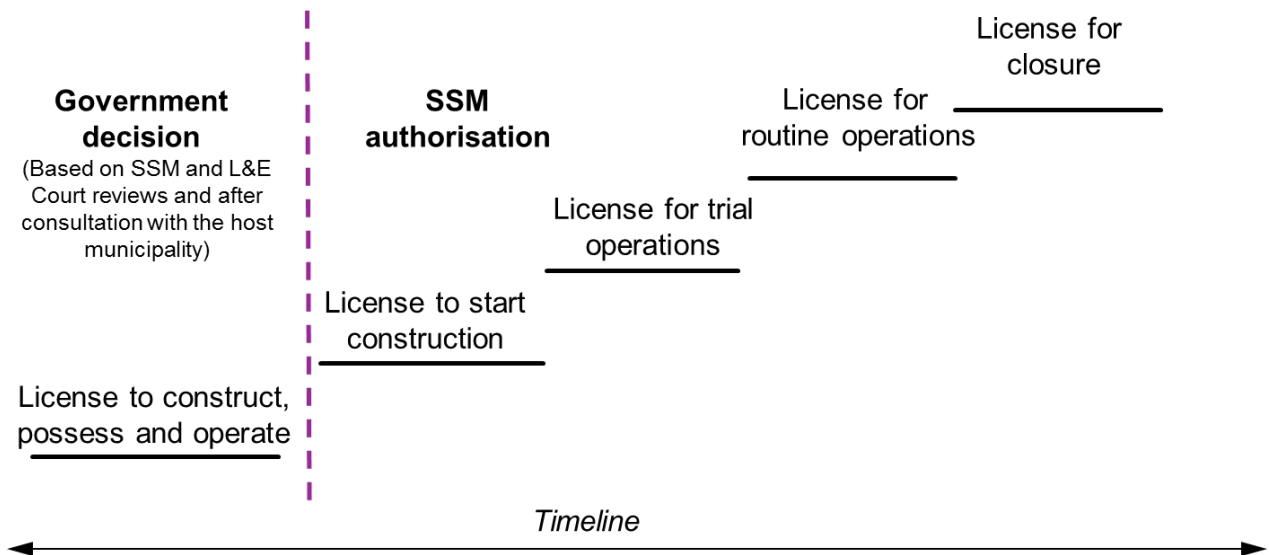 Government
decision
(Based on SSM and L&E
Court reviews and after
consultation with the host
municipality)
License to construct,
possess and operate
SSM
authorisation
License to start
construction
License for trial
operations
License for
routine operations
License for
closure
Timeline